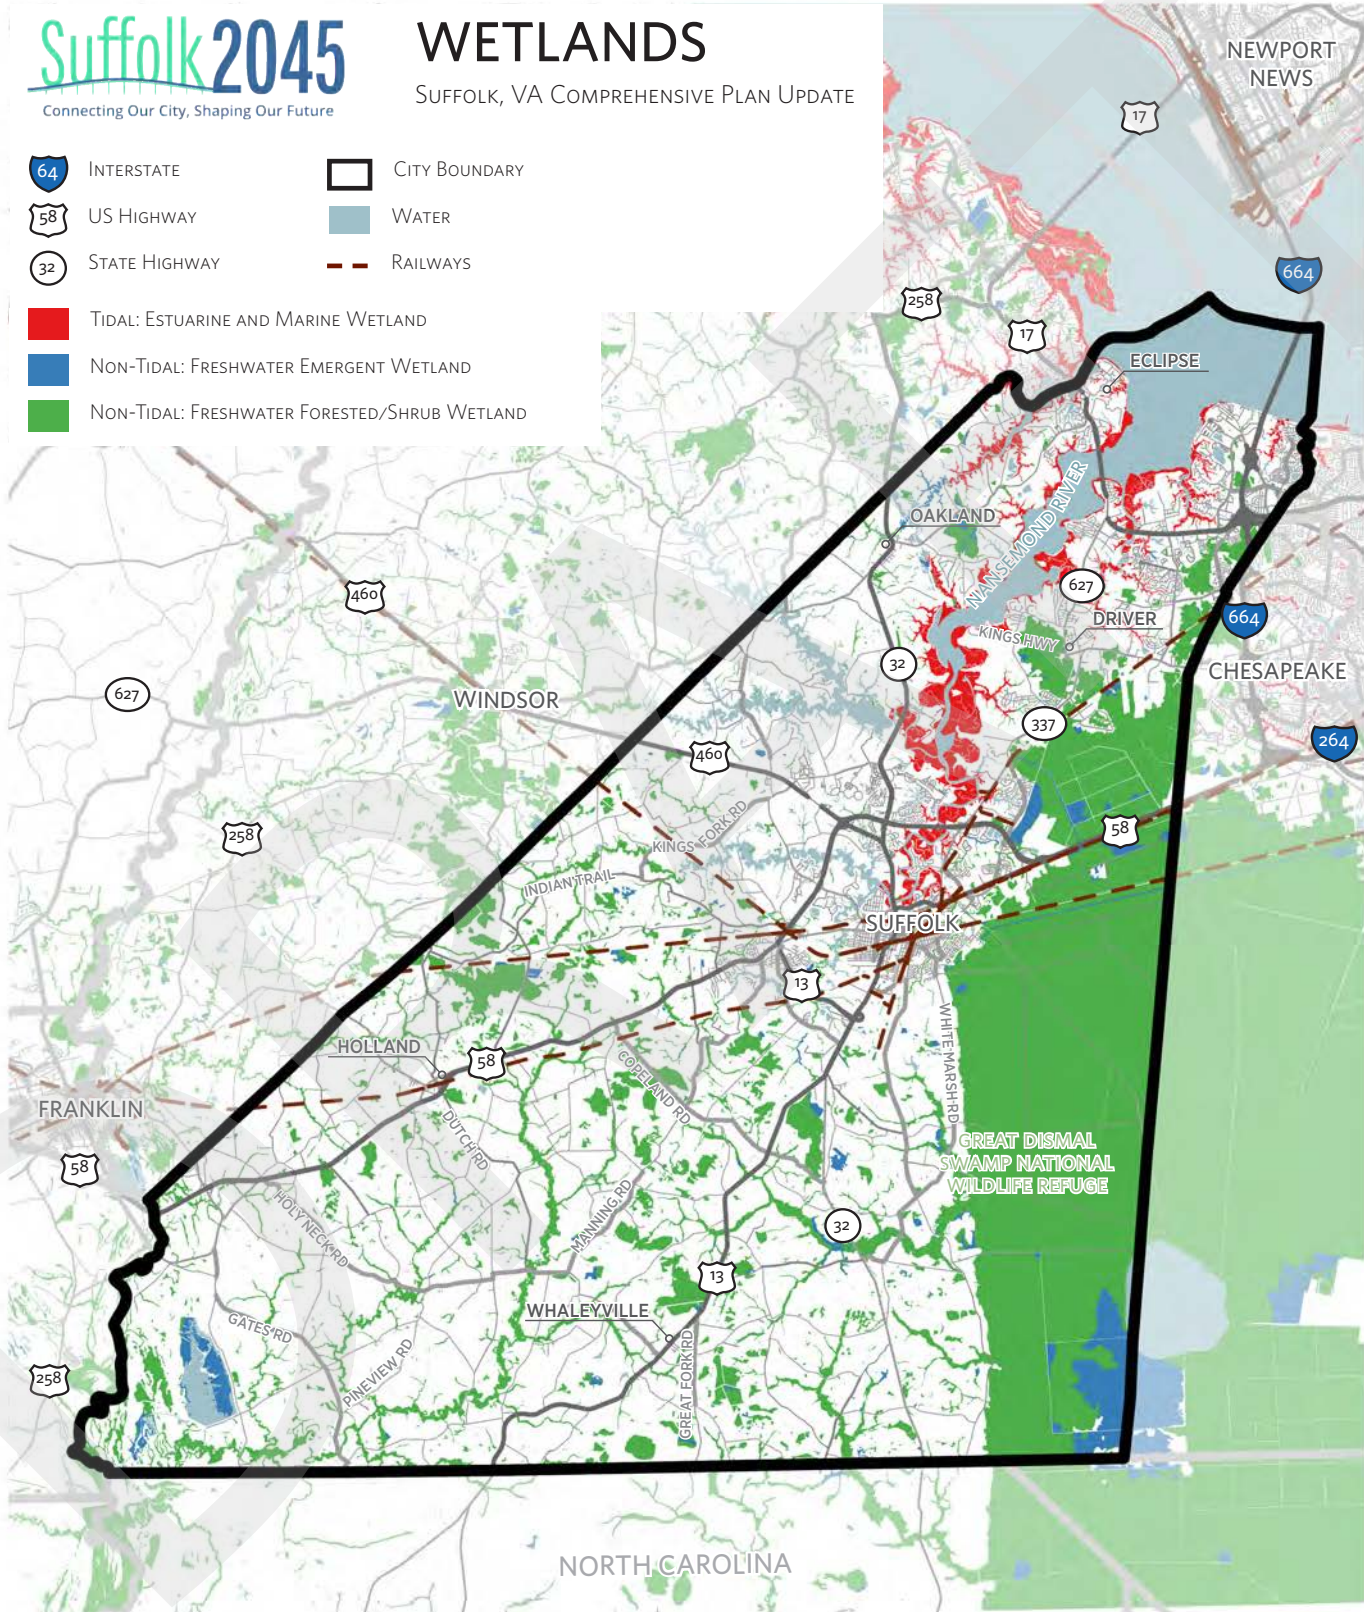 Suffolk 2045
Connecting Our City, Shaping Our Future
WETLANDS
SUFFOLK, VA COMPREHENSIVE PLAN UPDATE
64 INTERSTATE
CITY BOUNDARY
58 US HIGHWAY
WATER
32 STATE HIGHWAY
RAILWAYS
TIDAL: ESTUARINE AND MARINE WETLAND
NON-TIDAL: FRESHWATER EMERGENT WETLAND
NON-TIDAL: FRESHWATER FORESTED/SHRUB WETLAND
NEWPORT
NEWS
17
664
258
17
ECLIPSE
NANSEMOND RIVER
OAKLAND
460
627
664
DRIVER
KINGS HWY
32
CHESAPEAKE
627
WINDSOR
337
264
460
258
KINGS FORK RD
58
INDIAN TRAIL
SUFFOLK
13
WHITE MARSH RD
HOLLAND
58
COPELAND RD
FRANKLIN
DUTCH RD
GREAT DISMAL
SWAMP NATIONAL
WILDLIFE REFUGE
58
HOLY NECK RD
MANNING RD
32
13
WHALEYVILLE
GATES RD
PINEVIEW RD
GREAT FORK RD
258
NORTH CAROLINA